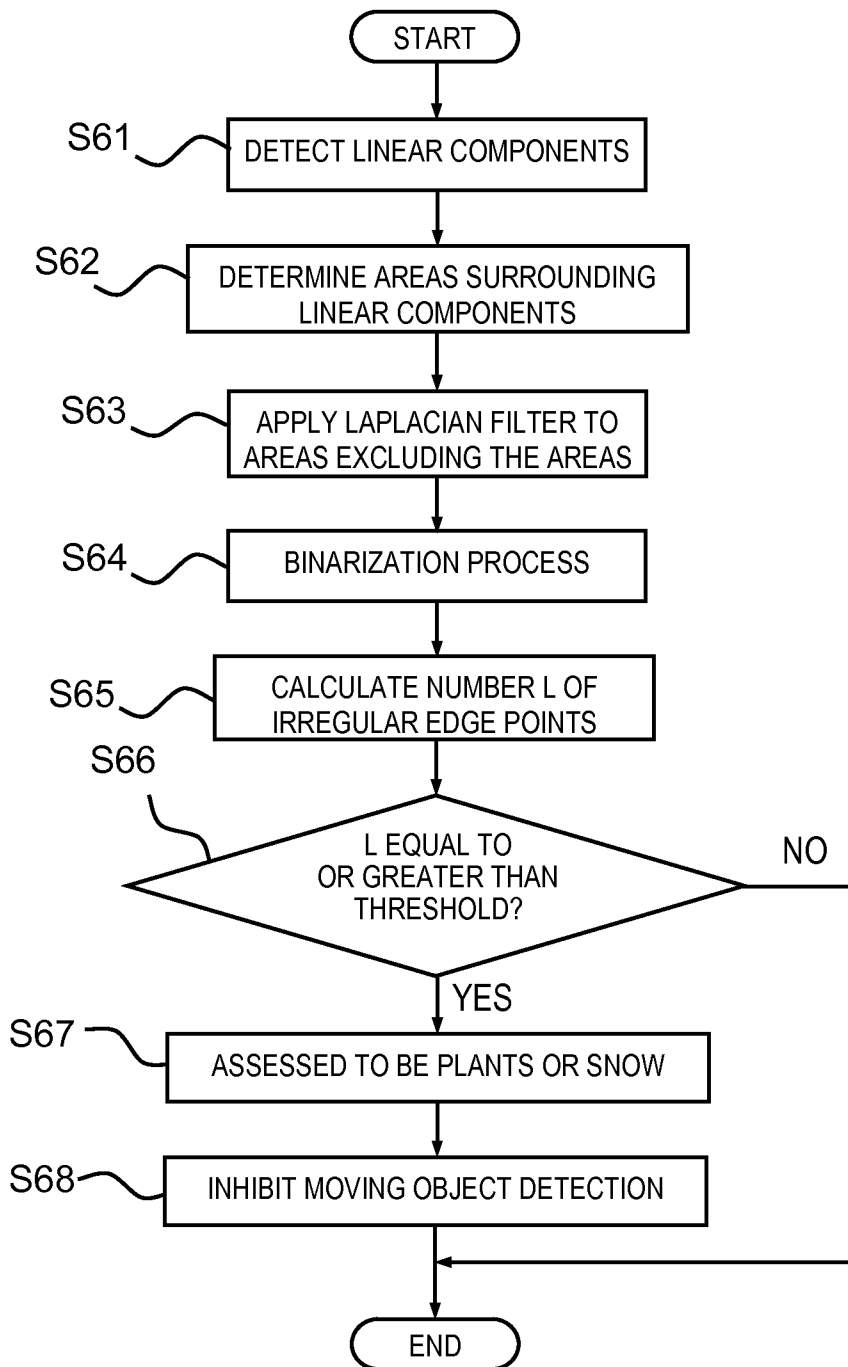 START
S61
DETECT LINEAR COMPONENTS
S62
DETERMINE AREAS SURROUNDING
LINEAR COMPONENTS
S63
APPLY LAPLACIAN FILTER TO
AREAS EXCLUDING THE AREAS
S64
BINARIZATION PROCESS
S65
CALCULATE NUMBER L OF
IRREGULAR EDGE POINTS
S66
L EQUAL TO
OR GREATER THAN
THRESHOLD?
NO
YES
S67
ASSESSED TO BE PLANTS OR SNOW
S68
INHIBIT MOVING OBJECT DETECTION
END